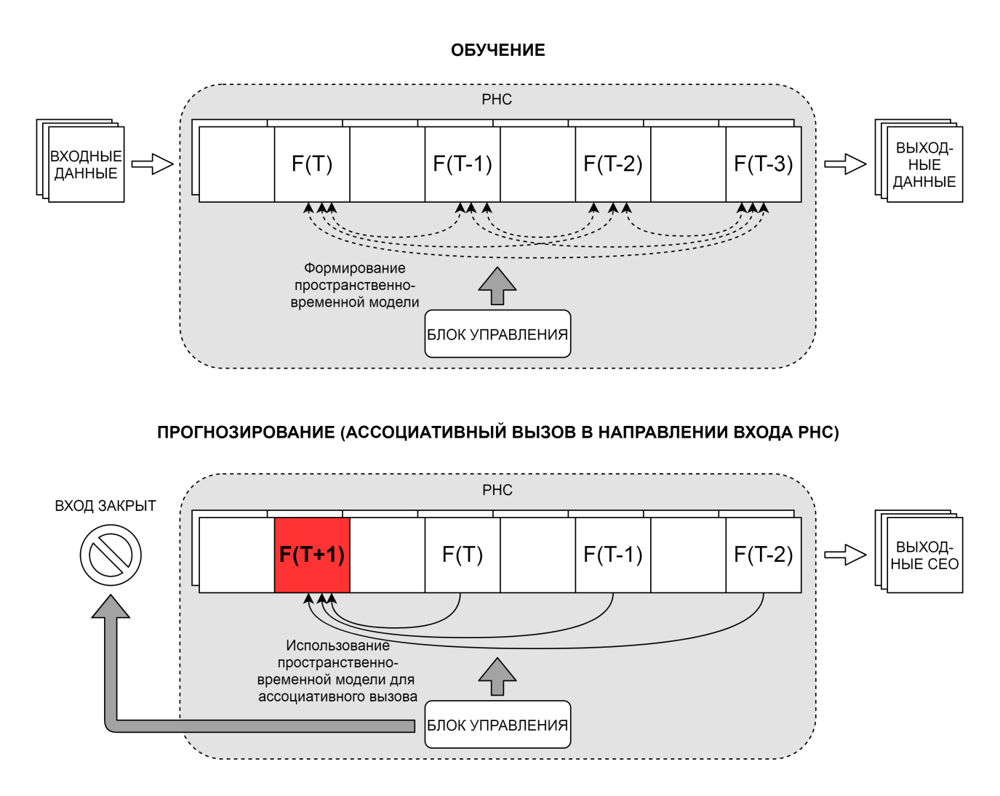 ОБУЧЕНИЕ
РНС
ВХОДНЫЕ
ДАННЫЕ
F(T)
F(T-1)
F(T-2)
F(T-3)
ВЫХОД-
НЫЕ
ДАННЫЕ
Формирование
пространственно-
временной модели
БЛОК УПРАВЛЕНИЯ
ПРОГНОЗИРОВАНИЕ (АССОЦИАТИВНЫЙ ВЫЗОВ В НАПРАВЛЕНИИ ВХОДА РНС)
РНС
ВХОД ЗАКРЫТ
F(T+1)
F(T)
F(T-1)
F(T-2)
ВЫХОД-
НЫЕ СЕО
Использование
пространственно-
временной модели для
ассоциативного вызова
БЛОК УПРАВЛЕНИЯ